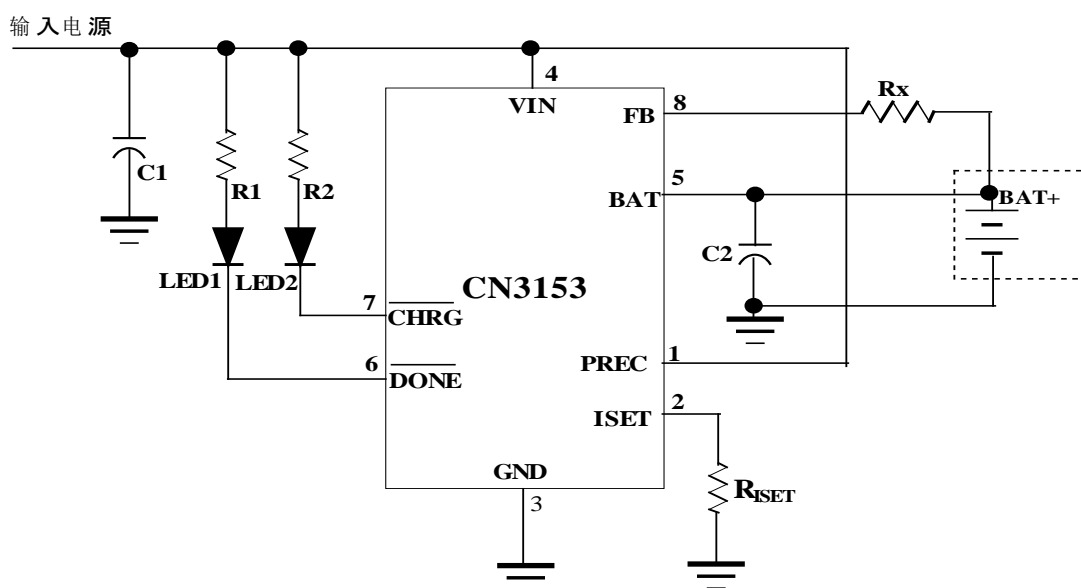 输入电源
4
VIN
Rx
8
FB
C1
R1
R2
5
BAT
BAT+
C2
LED1
LED2
CN3153
7
CHRG
6
DONE
1
PREC
2
ISET
GND
3
RISET